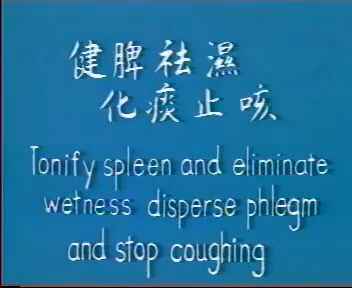 健脾祛濕
化痰止咳
Tonify spleen and eliminate
wetness disperse phlegm
and stop coughing